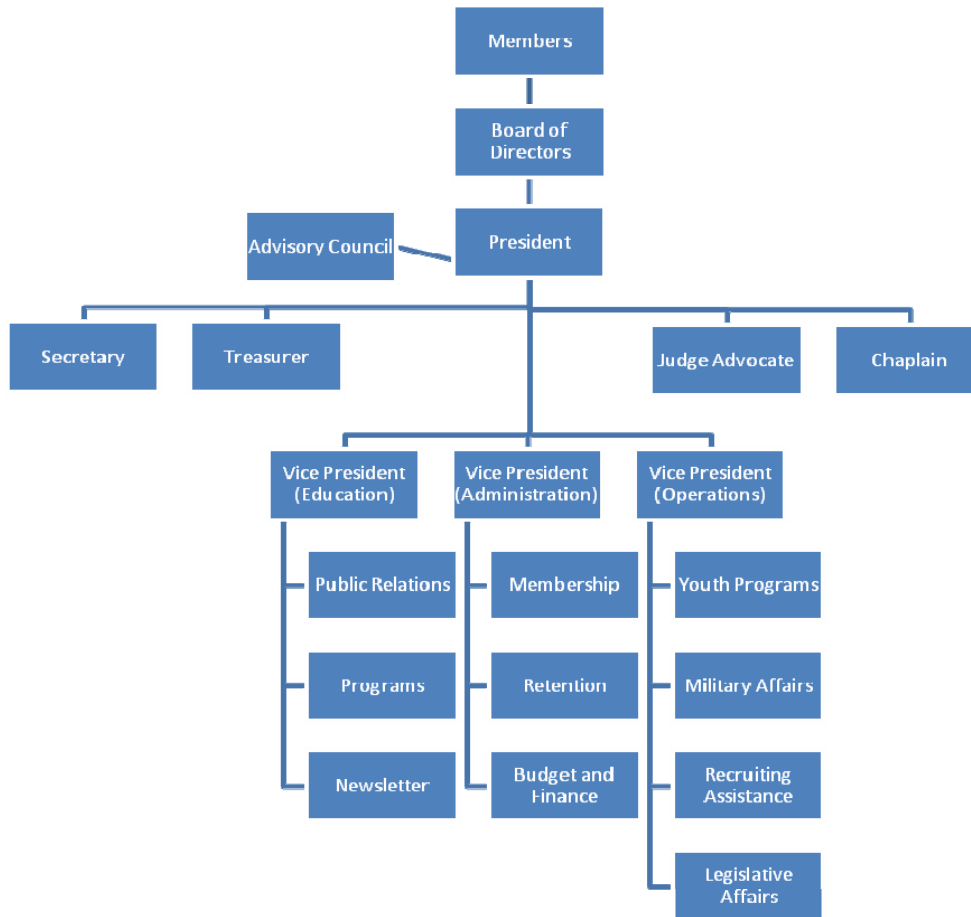 Members
Board of
Directors
President
Advisory Council
Secretary
Treasurer
Judge Advocate
Chaplain
Vice President
(Education)
Vice President
(Administration)
Vice President
(Operations)
Public Relations
Membership
Youth Programs
Programs
Retention
Military Affairs
Newsletter
Budget and
Finance
Recruiting
Assistance
Legislative
Affairs